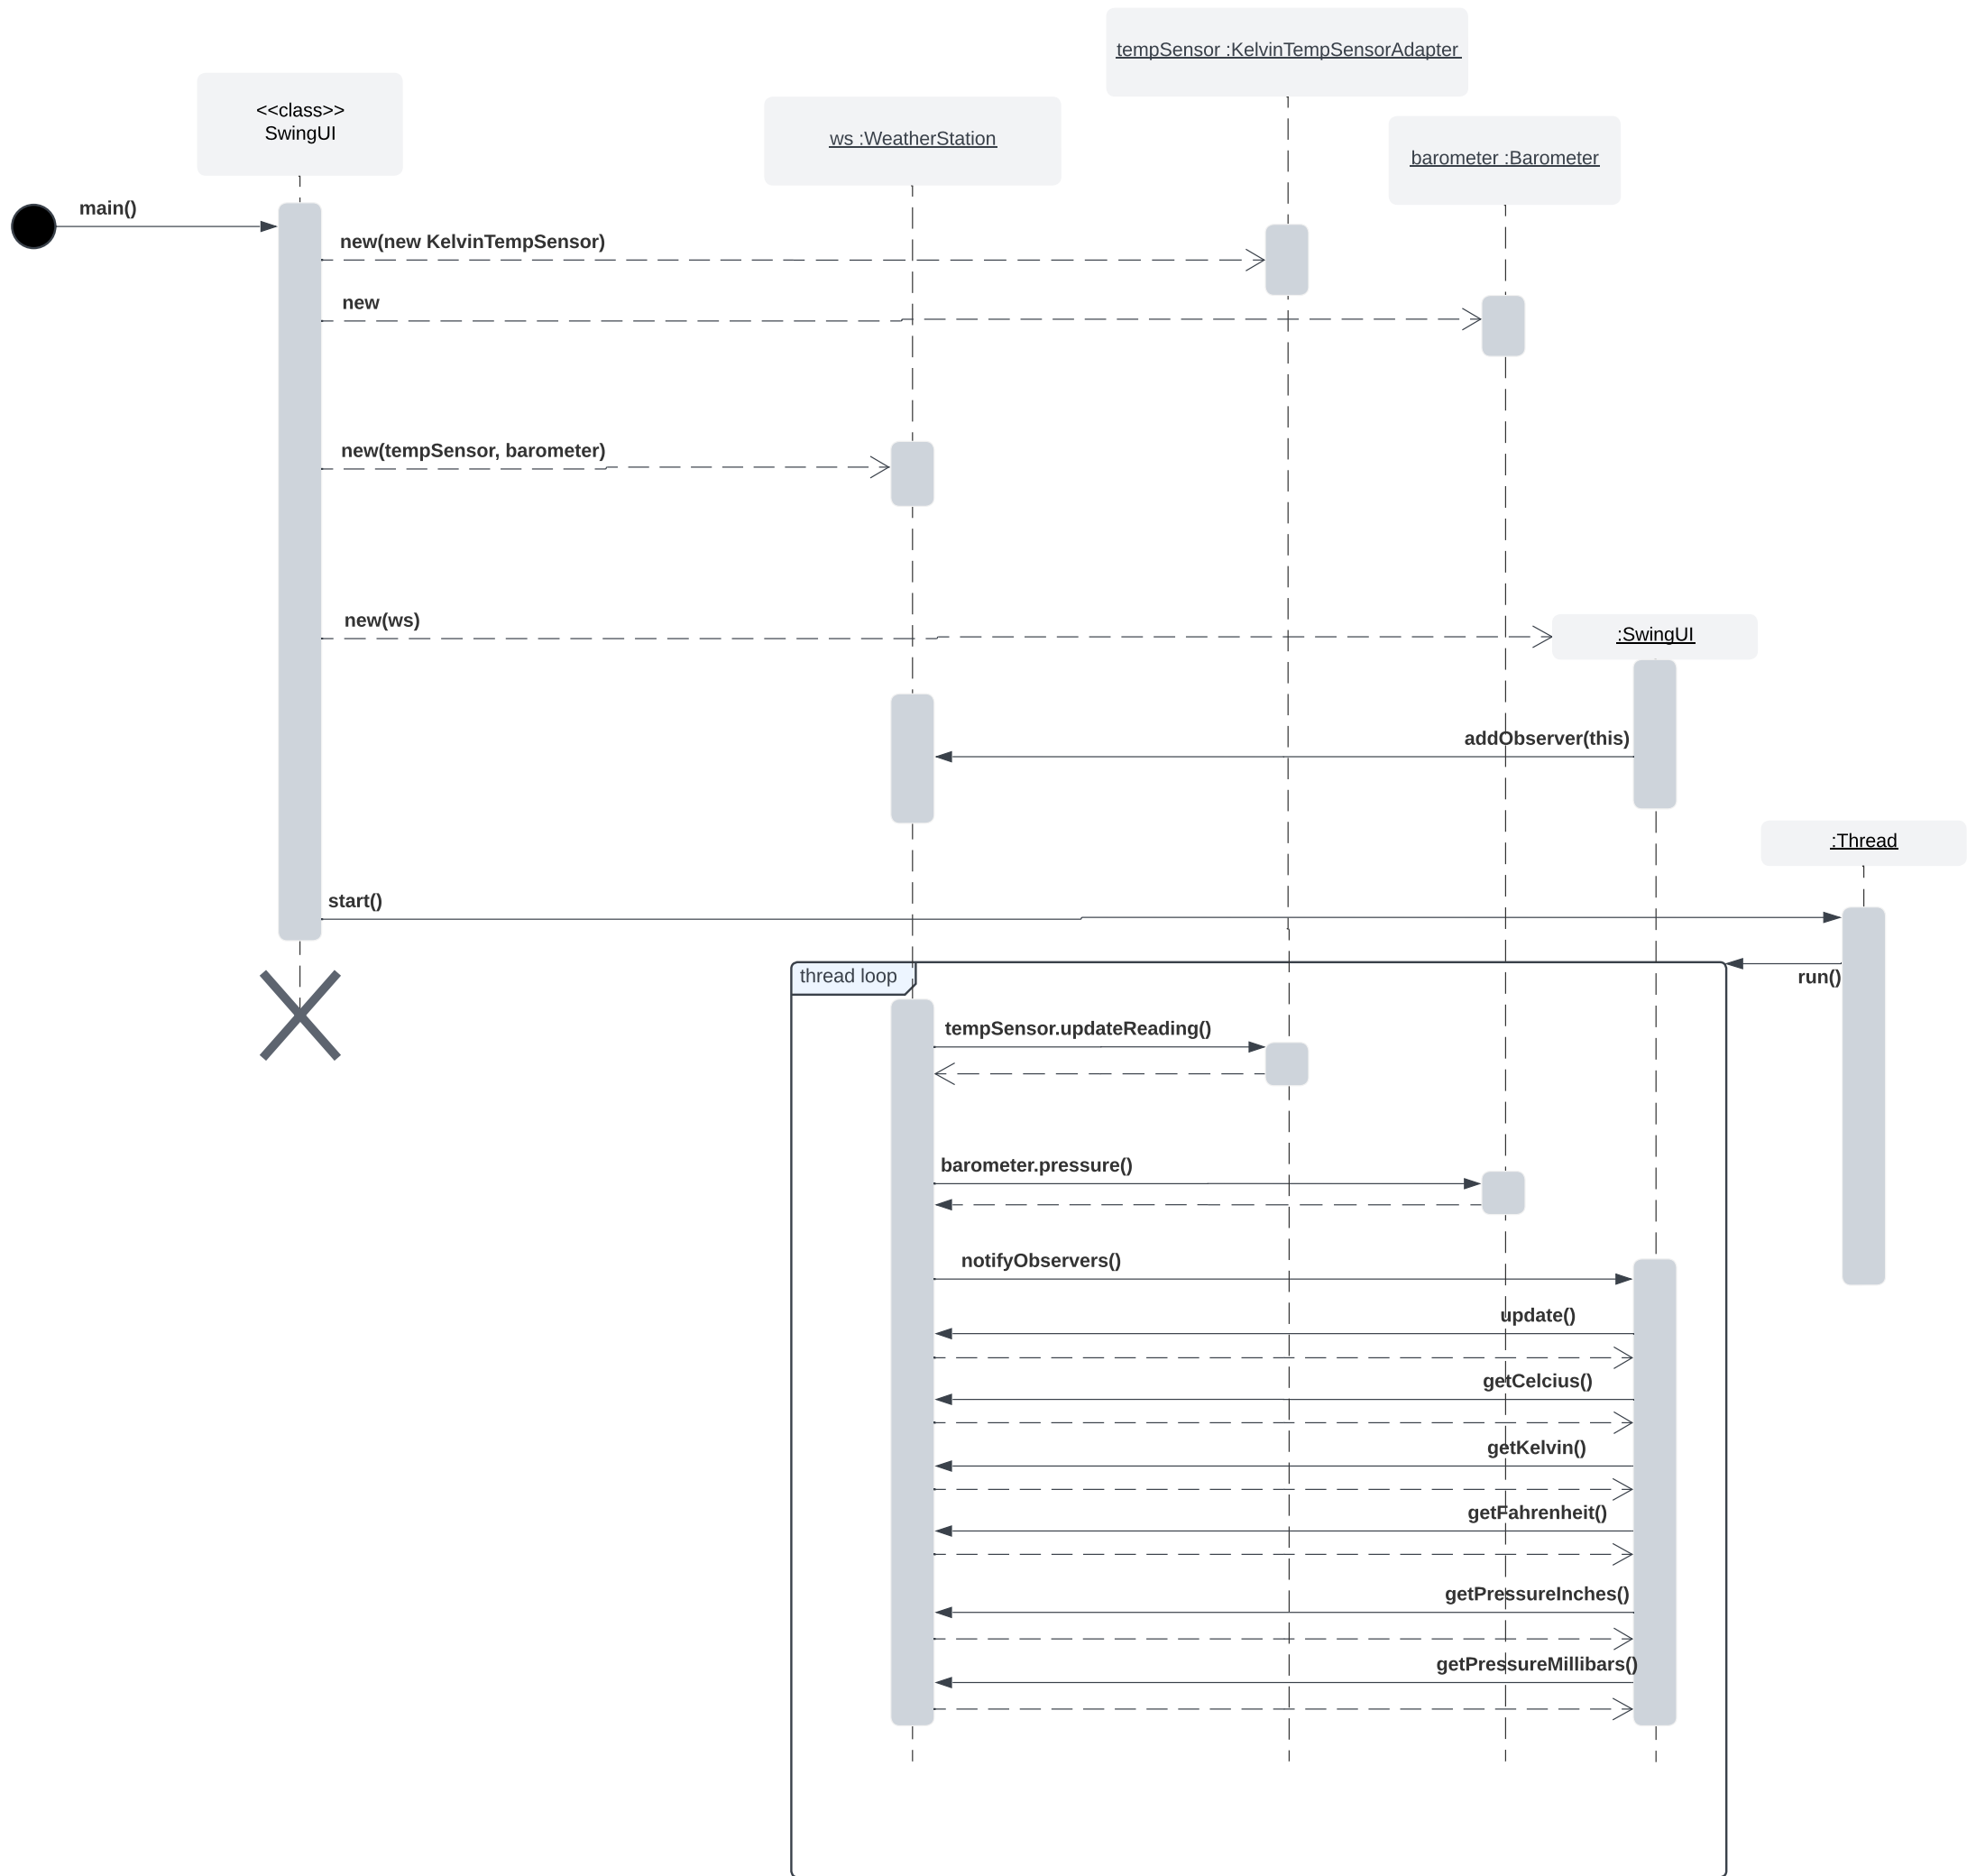 tempSensor :KelvinTempSensorAdapter
<<class>>
SwingUI
ws :WeatherStation
barometer :Barometer
main()
new(new KelvinTempSensor)
new
new(tempSensor, barometer)
new(ws)
:SwingUI
addObserver(this)
:Thread
start()
thread loop
run()
tempSensor.updateReading()
barometer.pressure()
notifyObservers()
update()
getCelcius()
getKelvin()
getFahrenheit()
getPressureInches()
getPressureMillibars()